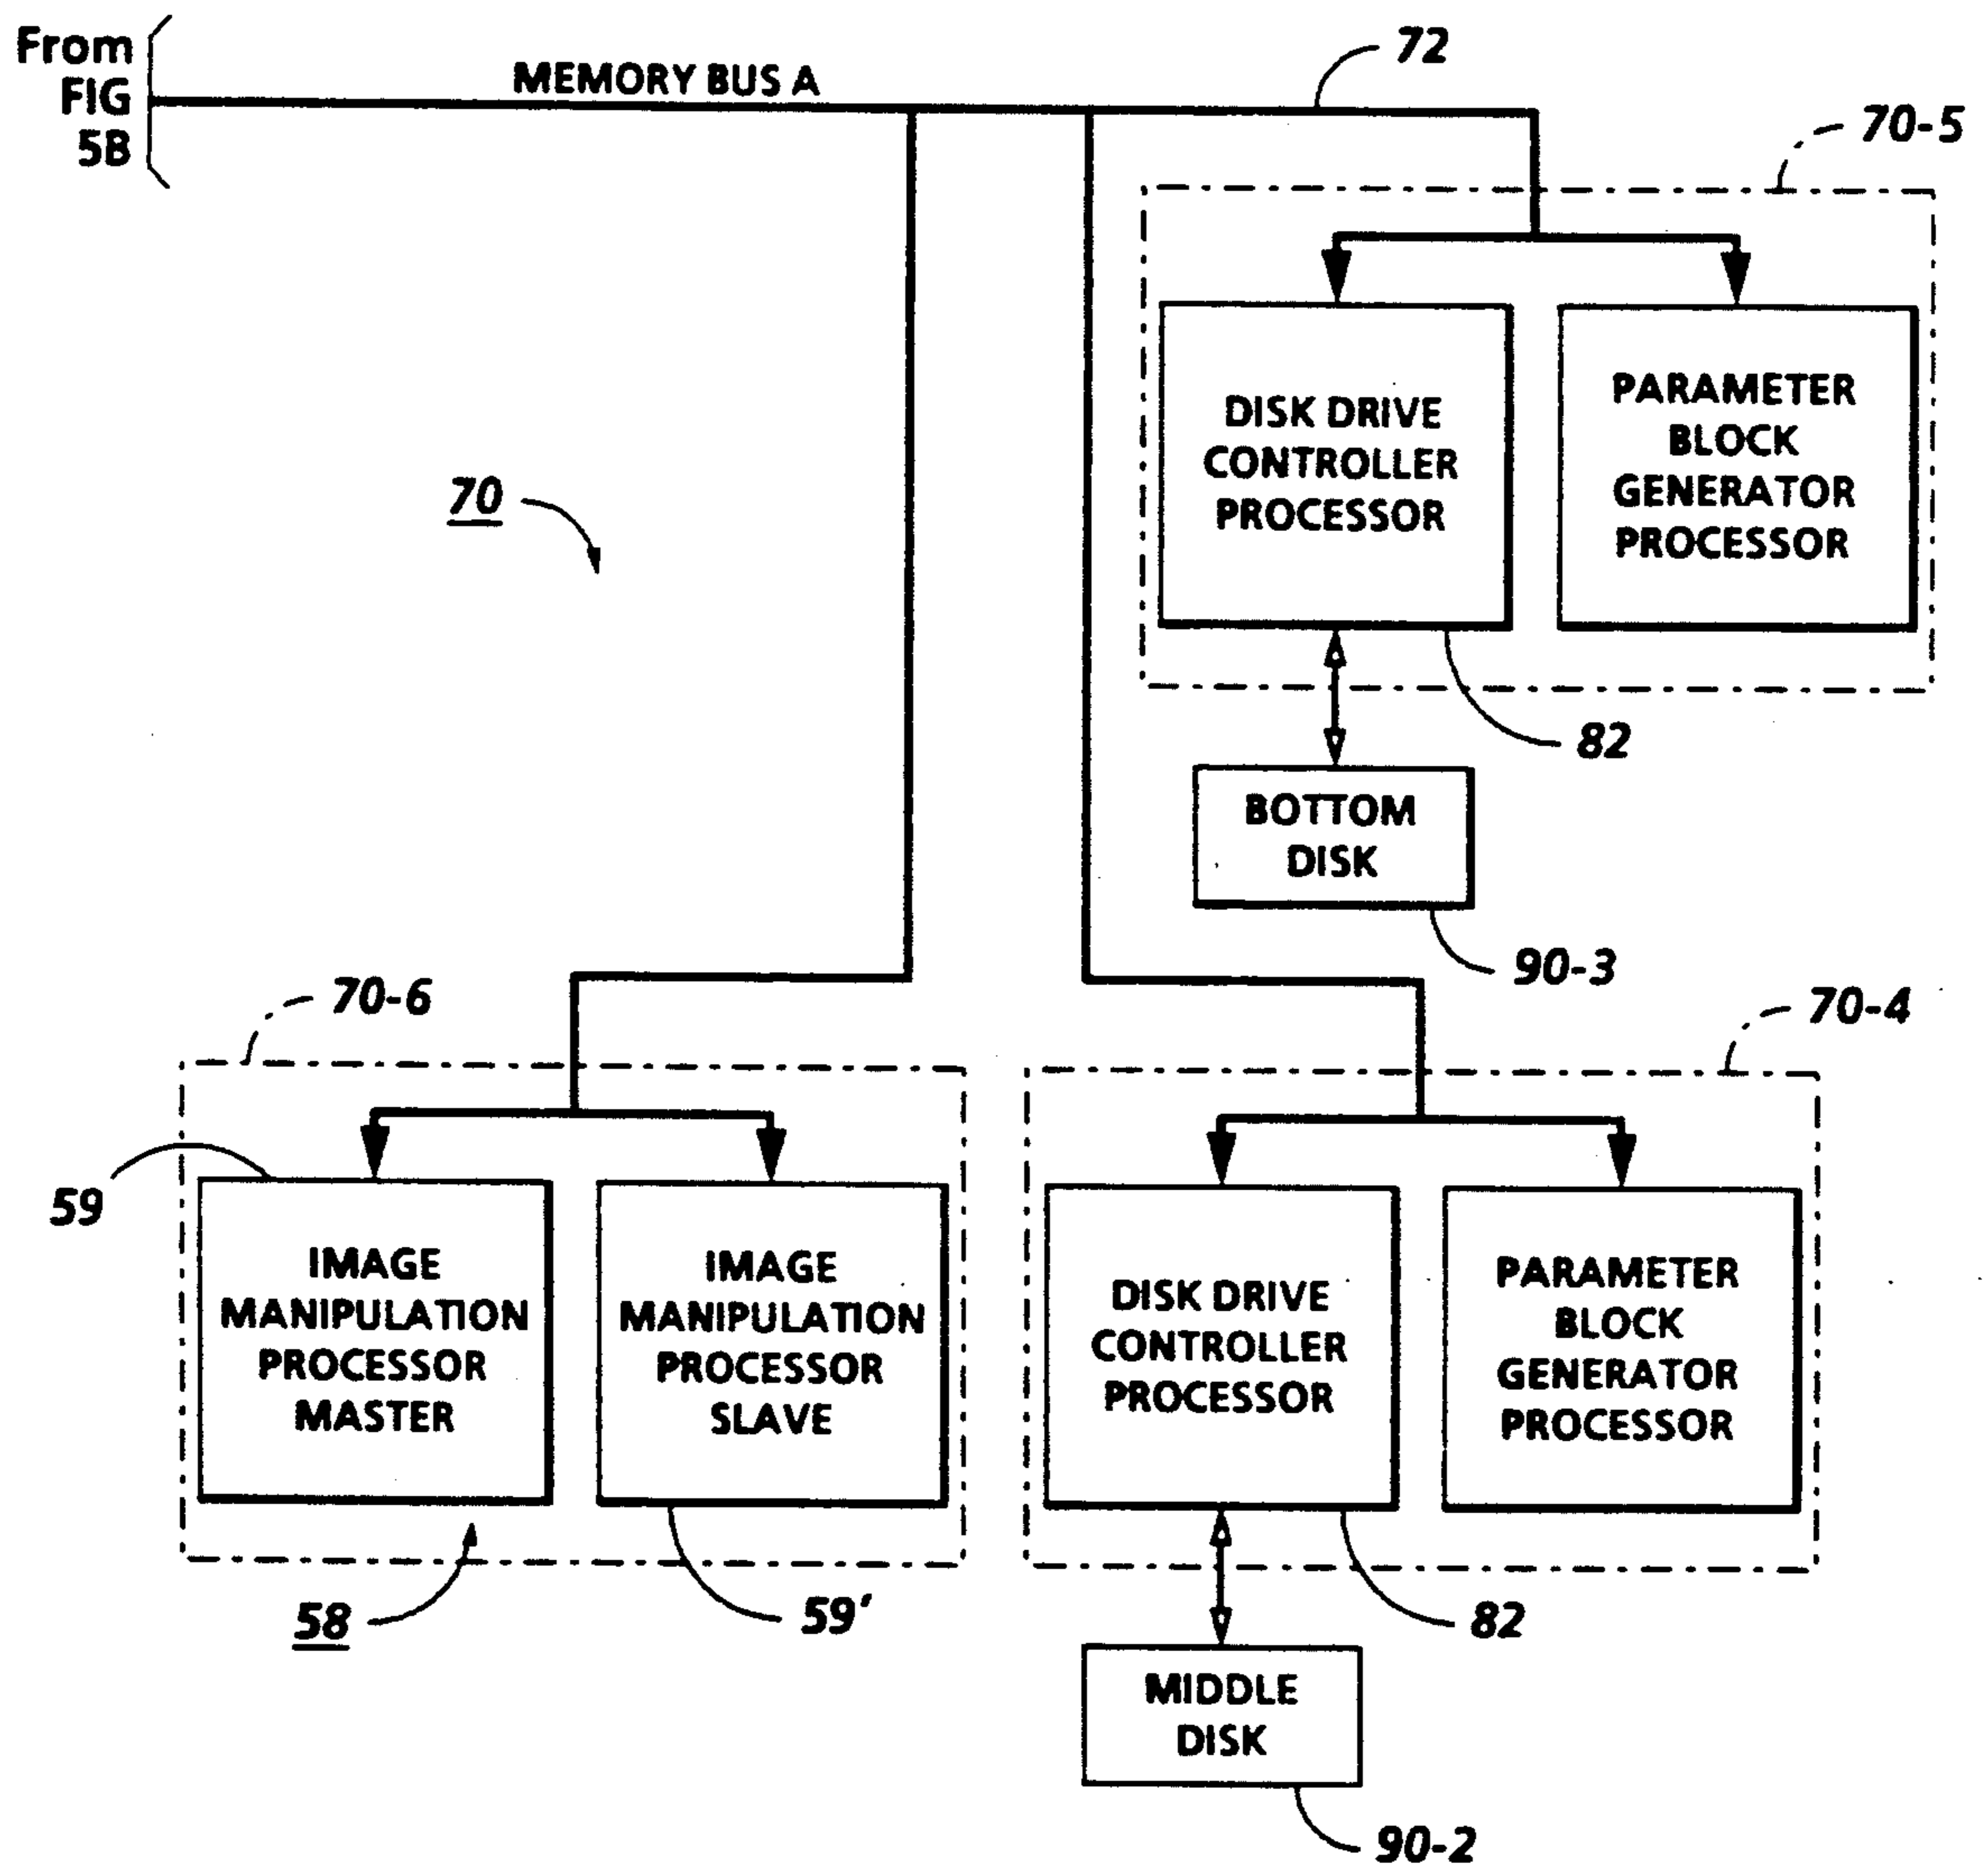 From
FIG
5B
MEMORY BUS A
72
70-5
DISK DRIVE
CONTROLLER
PROCESSOR
PARAMETER
BLOCK
GENERATOR
PROCESSOR
70
82
BOTTOM
DISK
90-3
70-6
70-4
59
IMAGE
MANIPULATION
PROCESSOR
MASTER
IMAGE
MANIPULATION
PROCESSOR
SLAVE
DISK DRIVE
CONTROLLER
PROCESSOR
PARAMETER
BLOCK
GENERATOR
PROCESSOR
58
59'
82
MIDDLE
DISK
90-2